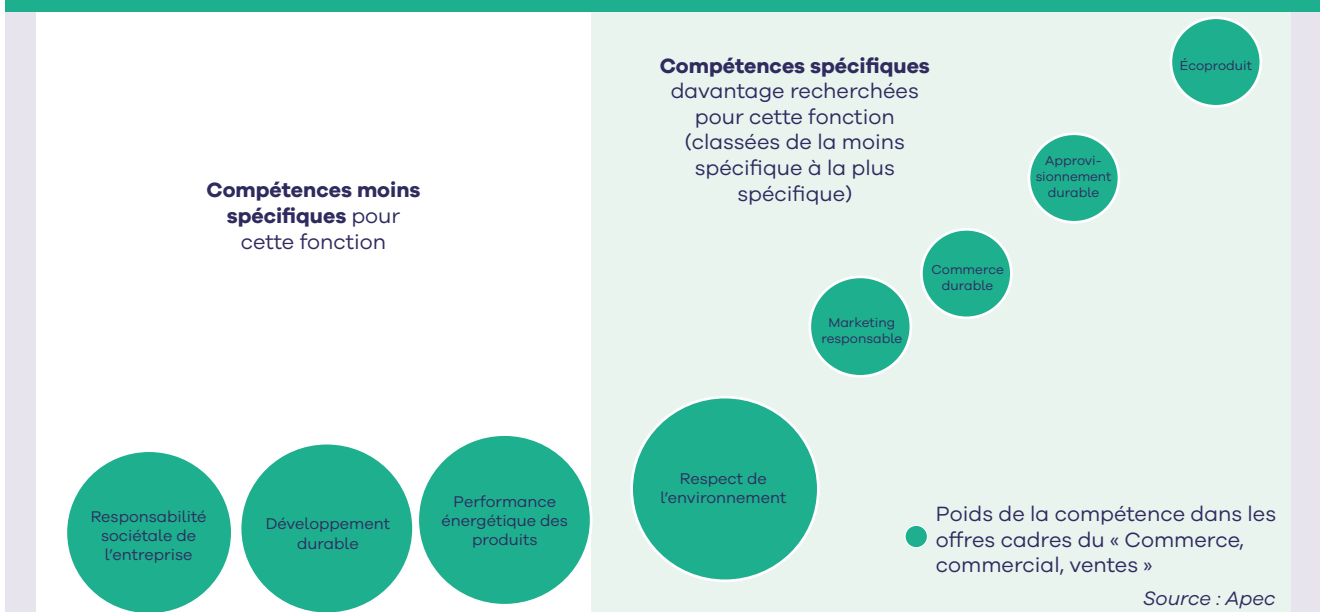 Compétences moins
spécifiques pour
cette fonction
Compétences spécifiques
davantage recherchées
pour cette fonction
(classées de la moins
spécifique à la plus
spécifique)
Écoproduit
Approvi-
sionnement
durable
Commerce
durable
Marketing
responsable
Respect de
l'environnement
Performance
énergétique des
produits
Développement
durable
Responsabilité
sociétale de
l'entreprise
Poids de la compétence dans les
offres cadres du « Commerce,
commercial, ventes »
Source : Apec